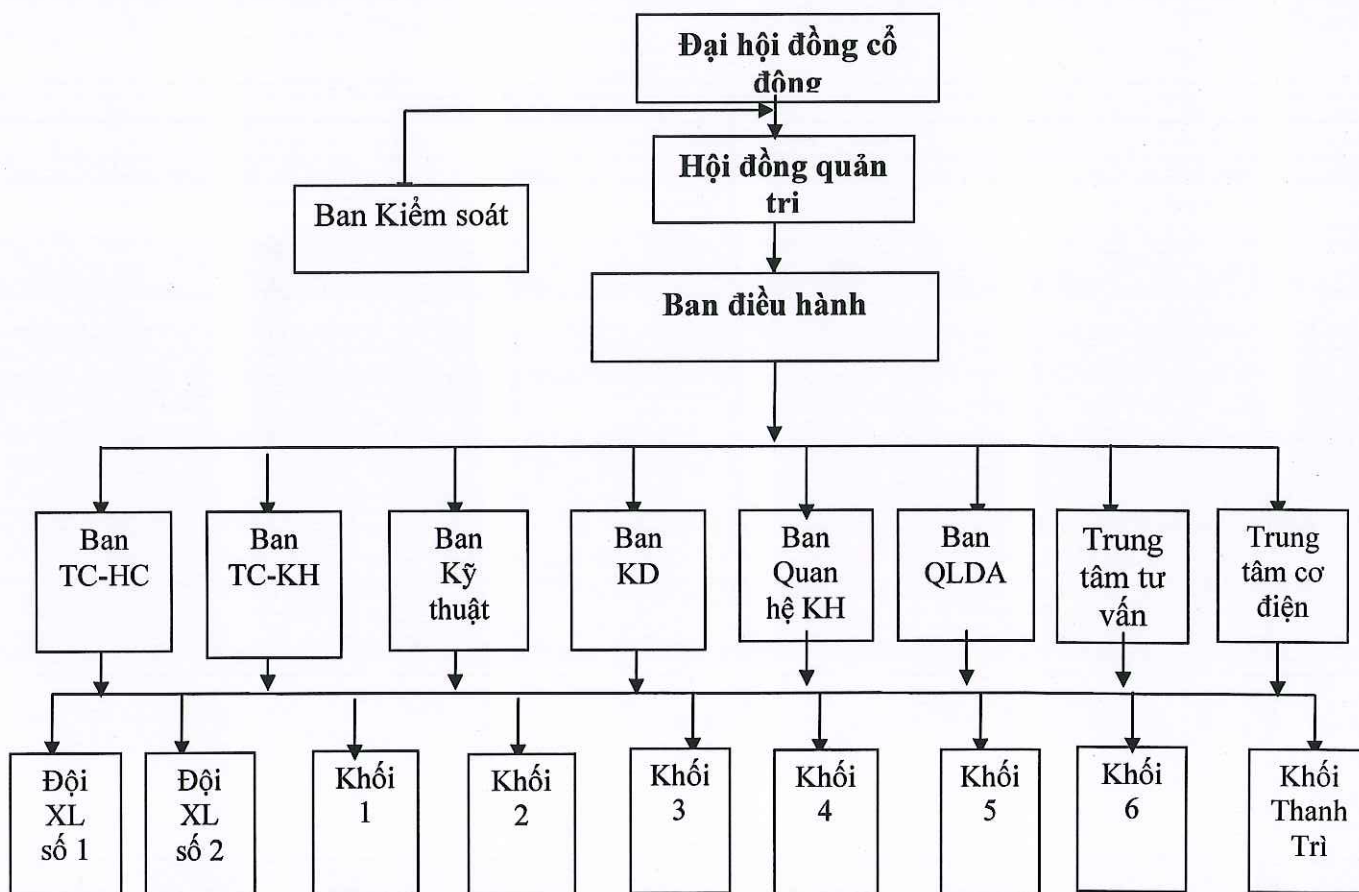 Đại hội đồng cổ
đông
Hội đồng quản
trị
Ban Kiểm soát
Ban điều hành
Ban
TC-HC
Ban
TC-KH
Ban
Kỹ
thuật
Ban
KD
Ban
Quan
hệ KH
Ban
QLDA
Trung
tâm tư
vấn
Trung
tâm cơ
điện
Đội
XL
số 1
Đội
XL
số 2
Khối
1
Khối
2
Khối
3
Khối
4
Khối
5
Khối
6
Khối
Thanh
Trì